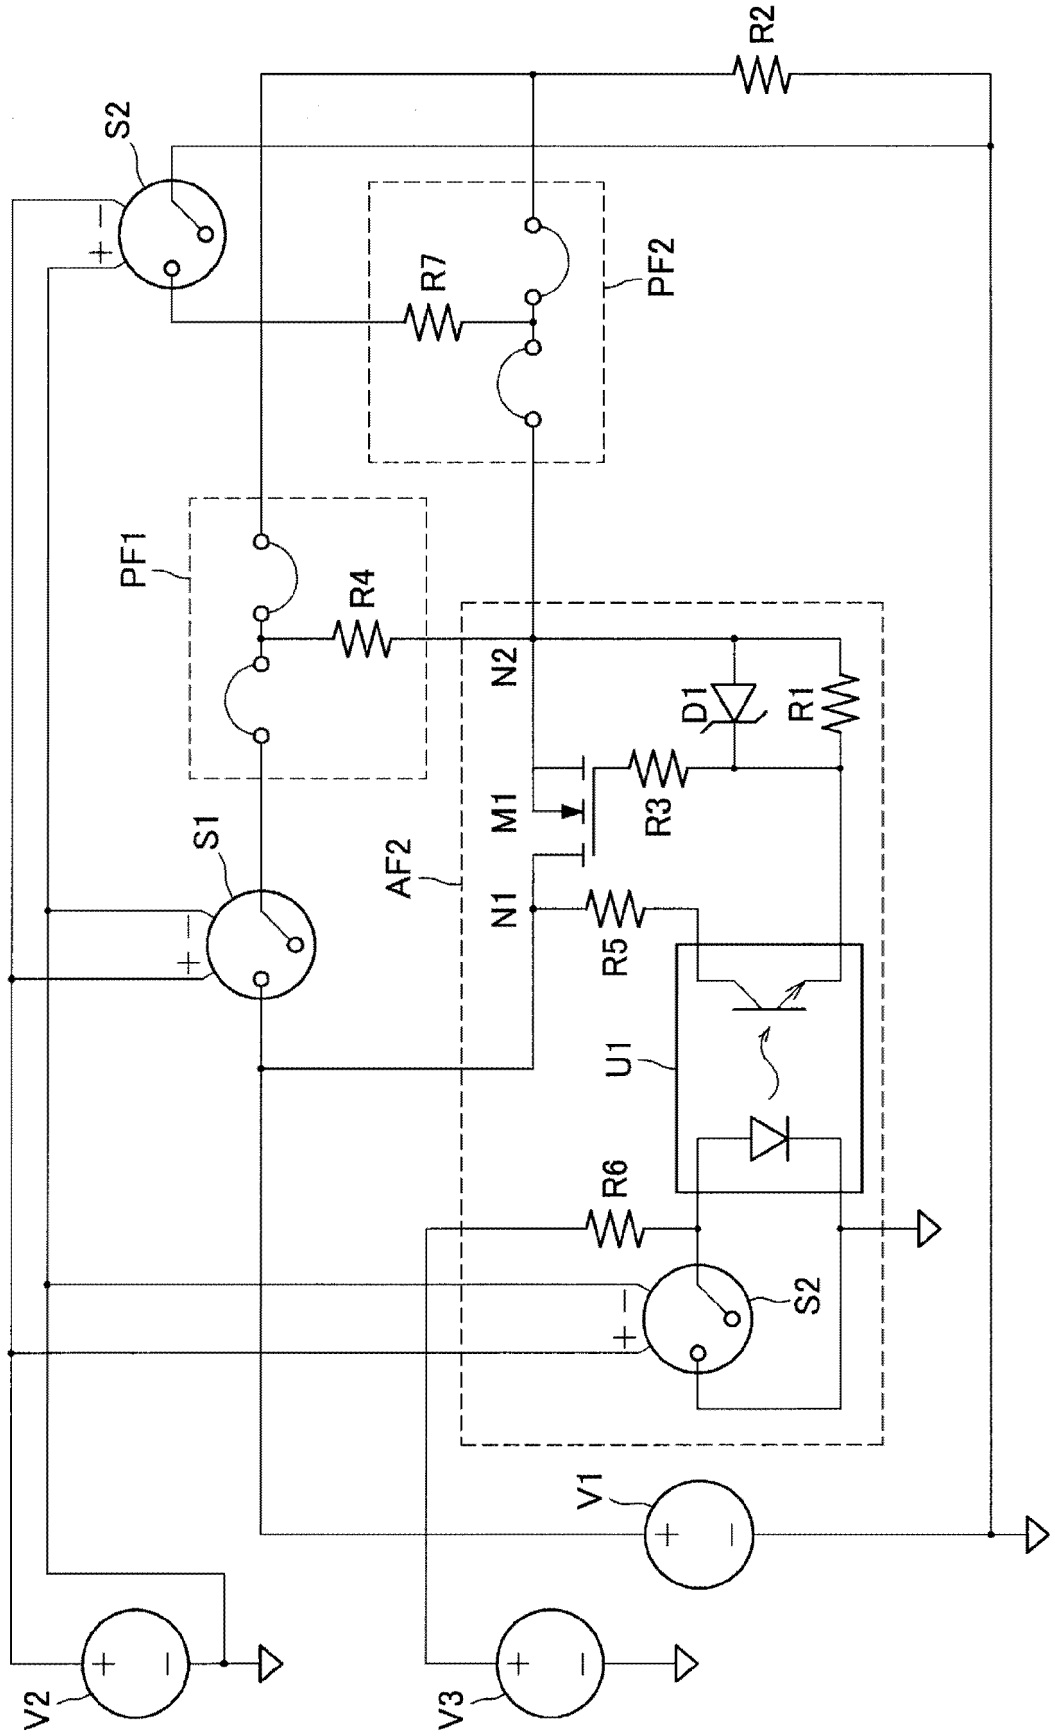 R2
S2
+ −
R7
PF2
PF1
R4
S1
+ −
N2
D1
R1
M1
R3
AF2
N1
R5
U1
R6
+ −
S2
V1
+
−
V2
+
−
V3
+
−